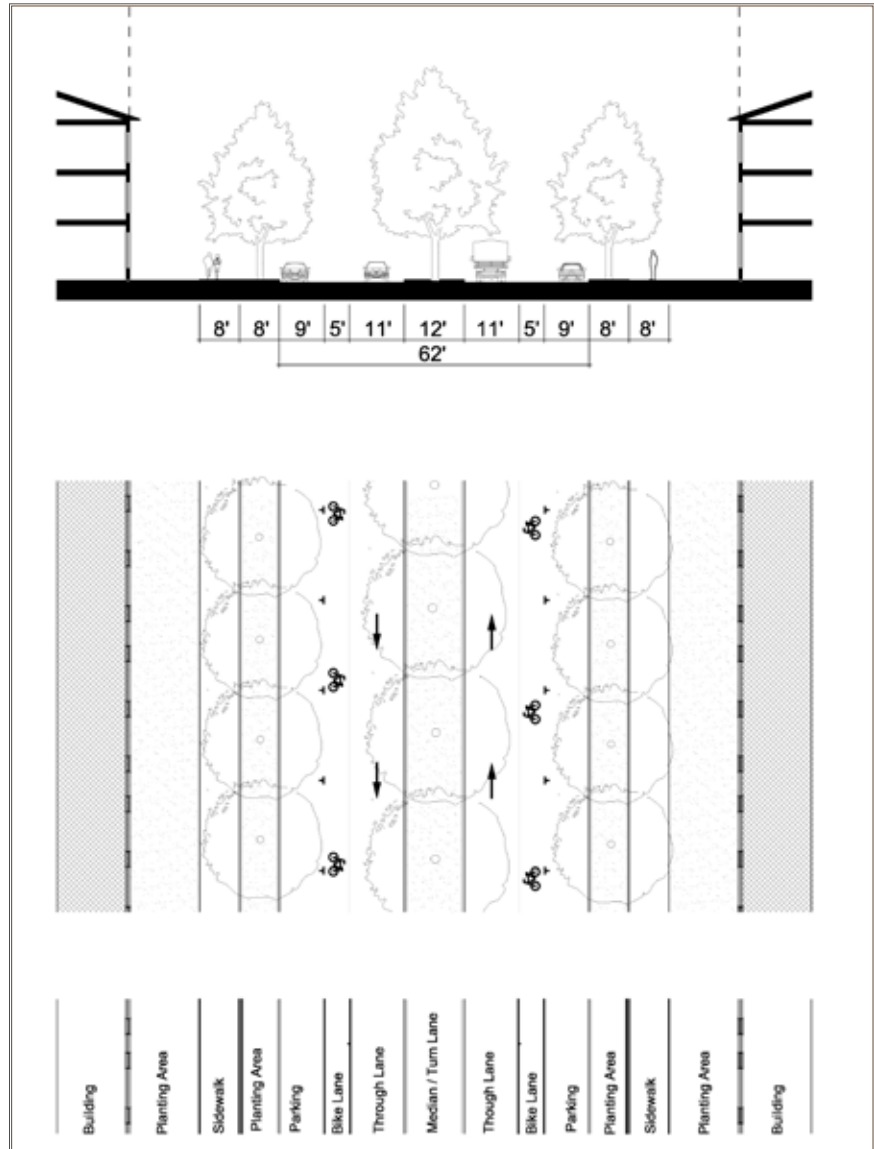 8' 8' 9' 5' 11' 12' 11' 5' 9' 8' 8'
62'
Building
Planting Area
Sidewalk
Planting Area
Parking
Bike Lane
Through Lane
Median / Turn Lane
Though Lane
Bike Lane
Parking
Planting Area
Sidewalk
Planting Area
Building